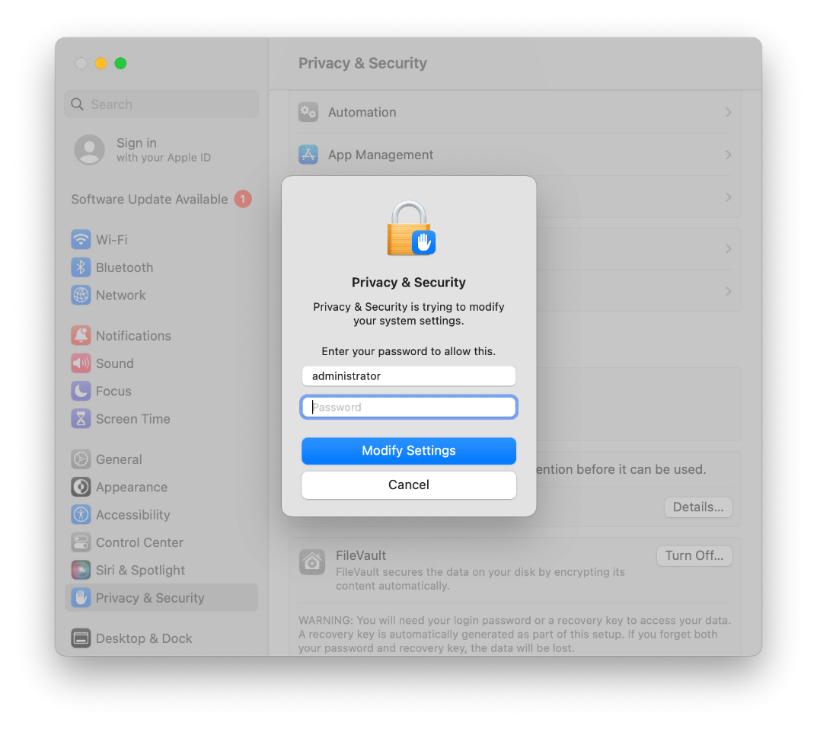 Privacy & Security
Search
Sign in
with your Apple ID
Software Update Available 1
Wi-Fi
Bluetooth
Network
Notifications
Sound
Focus
Screen Time
General
Appearance
Accessibility
Control Center
Siri & Spotlight
Privacy & Security
Desktop & Dock
Automation
App Management
Privacy & Security
Privacy & Security is trying to modify
your system settings.
Enter your password to allow this.
administrator
Password
Modify Settings
Cancel
ention before it can be used.
Details...
FileVault
Turn Off...
FileVault secures the data on your disk by encrypting its
content automatically.
WARNING: You will need your login password or a recovery key to access your data.
A recovery key is automatically generated as part of this setup. If you forget both
your password and recovery key, the data will be lost.